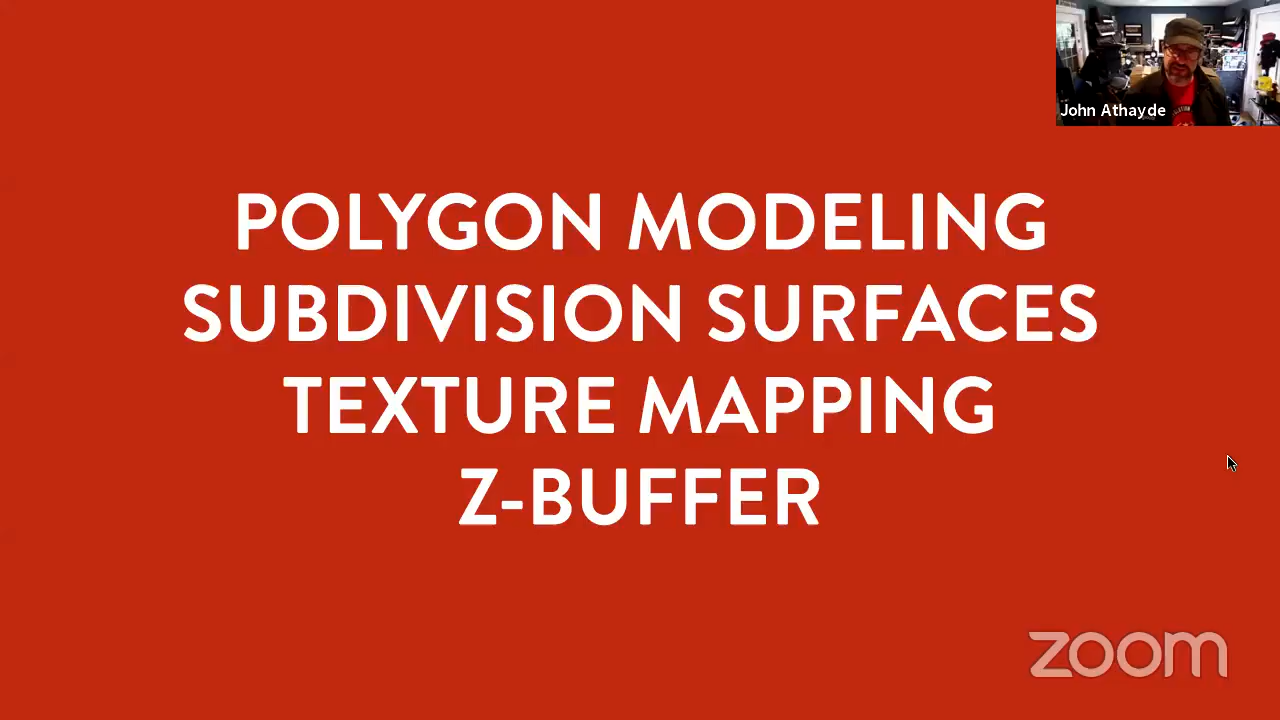 John Athayde
POLYGON MODELING
SUBDIVISION SURFACES
TEXTURE MAPPING
Z-BUFFER
zoom